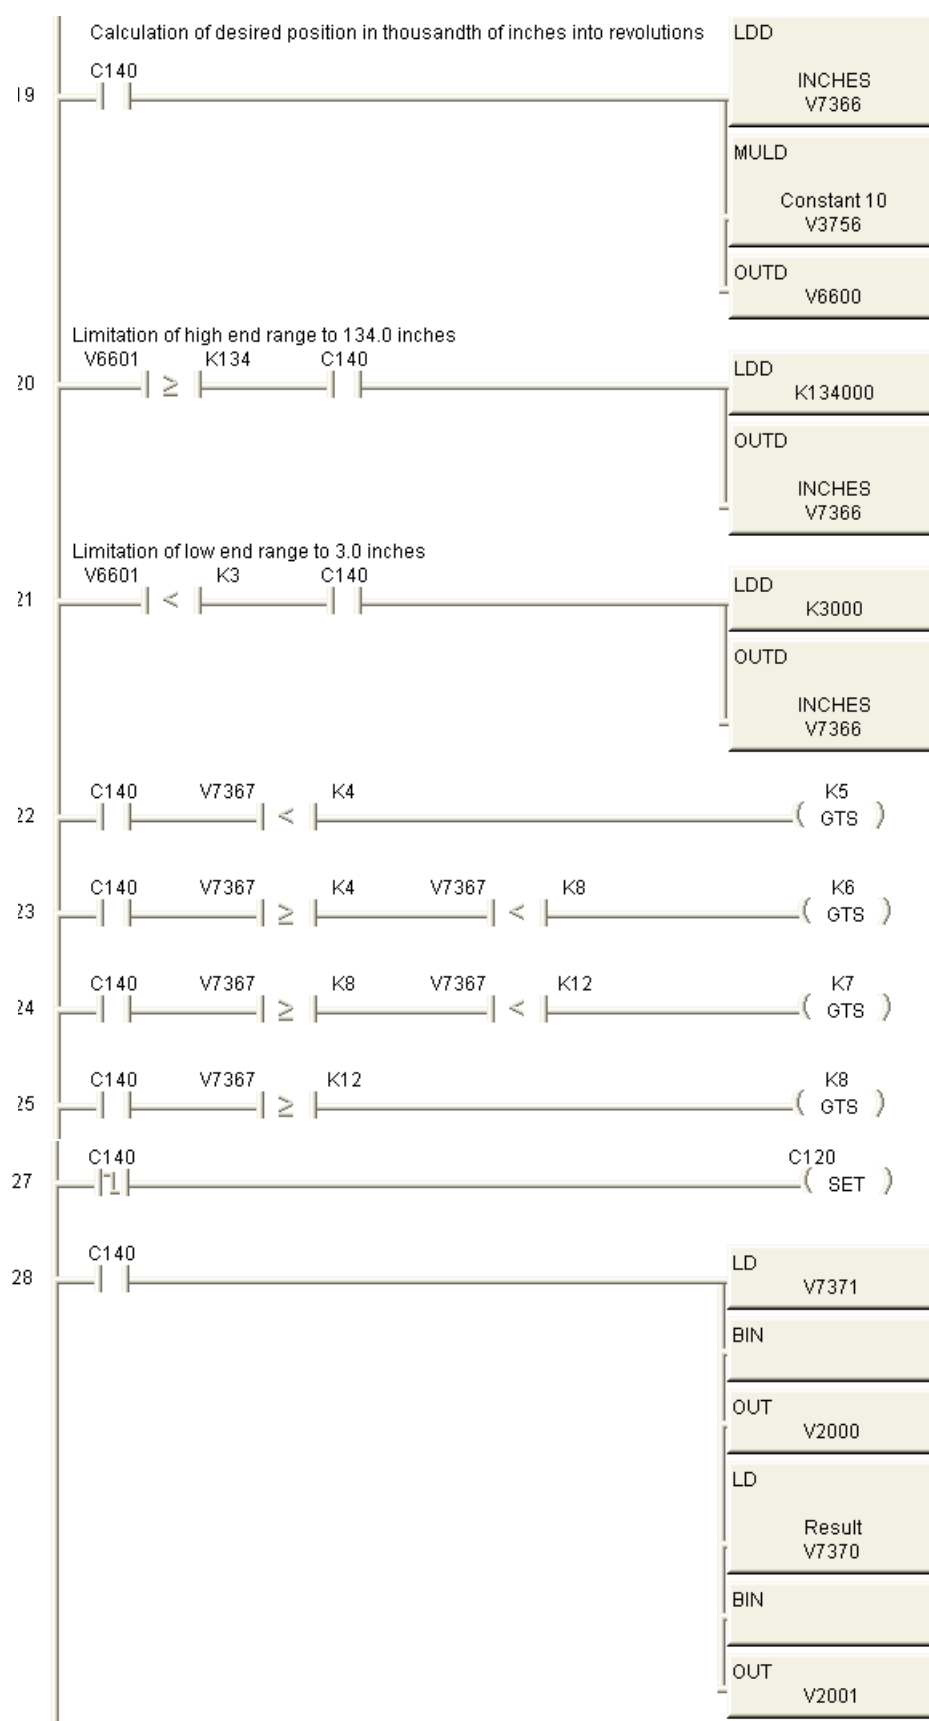 Calculation of desired position in thousandth of inches into revolutions
LDD
C140
19
INCHES
V7366
MULD
Constant 10
V3756
OUTD
V6600
Limitation of high end range to 134.0 inches
V6601 K134 C140
≥
20
LDD
K134000
OUTD
INCHES
V7366
Limitation of low end range to 3.0 inches
V6601 K3 C140
<
21
LDD
K3000
OUTD
INCHES
V7366
C140 V7367 K4 K5
22 < ( GTS )
C140 V7367 K4 V7367 K8 K6
23 ≥ < ( GTS )
C140 V7367 K8 V7367 K12 K7
24 ≥ < ( GTS )
C140 V7367 K12 K8
25 ≥ ( GTS )
C140 C120
27 ( SET )
C140
28
LD
V7371
BIN
OUT
V2000
LD
Result
V7370
BIN
OUT
V2001